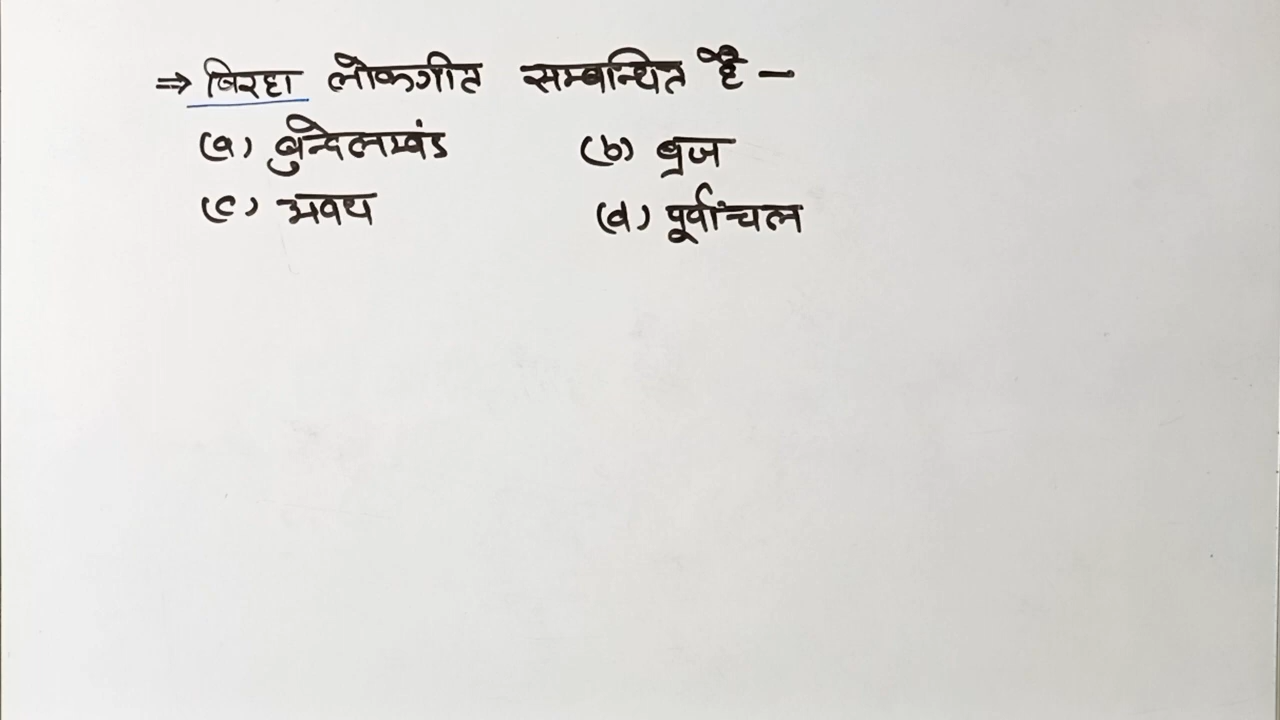 ⇒ बिरहा लोकगीत सम्बन्धित है –
(a) बुन्देलखंड (b) ब्रज
(c) अवध (d) पूर्वांचल